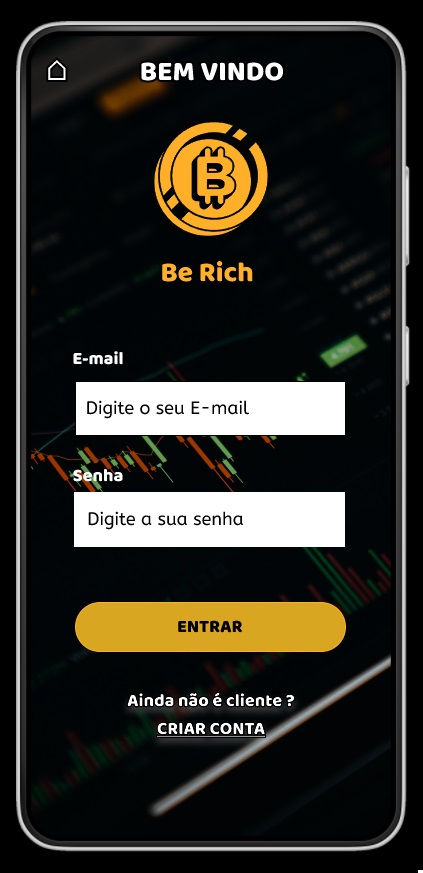 BEM VINDO
Be Rich
E-mail
Digite o seu E-mail
Senha
Digite a sua senha
ENTRAR
Ainda não é cliente ?
CRIAR CONTA